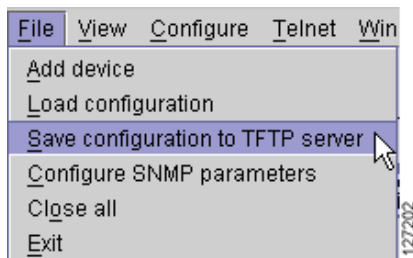 File View Configure Telnet Win
Add device
Load configuration
Save configuration to TFTP server
Configure SNMP parameters
Close all
Exit
127202